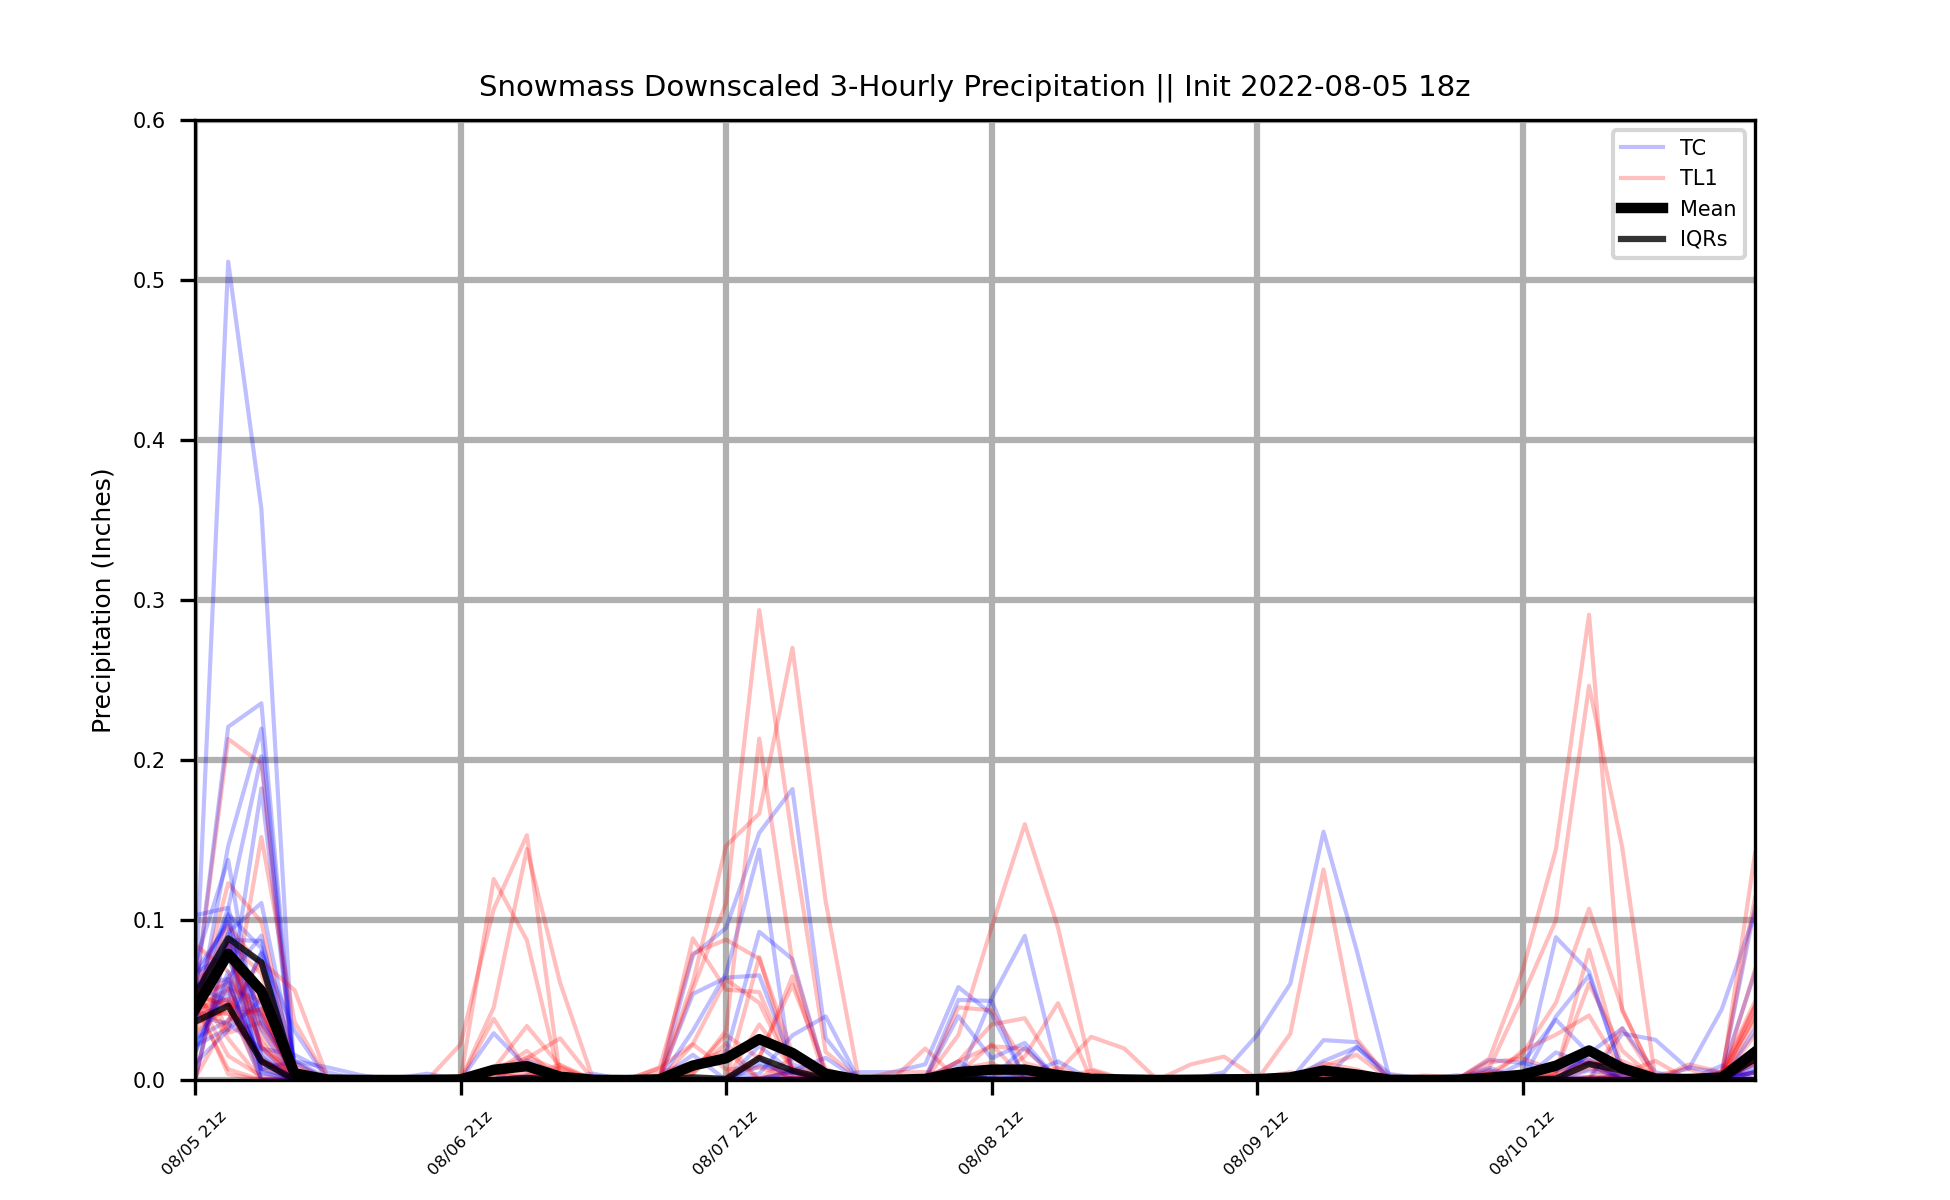 Snowmass Downscaled 3-Hourly Precipitation || Init 2022-08-05 18z
0.6
0.5
0.4
0.3
0.2
0.1
0.0
Precipitation (Inches)
TC
TL1
Mean
IQRs
08/05 21z
08/06 21z
08/07 21z
08/08 21z
08/09 21z
08/10 21z